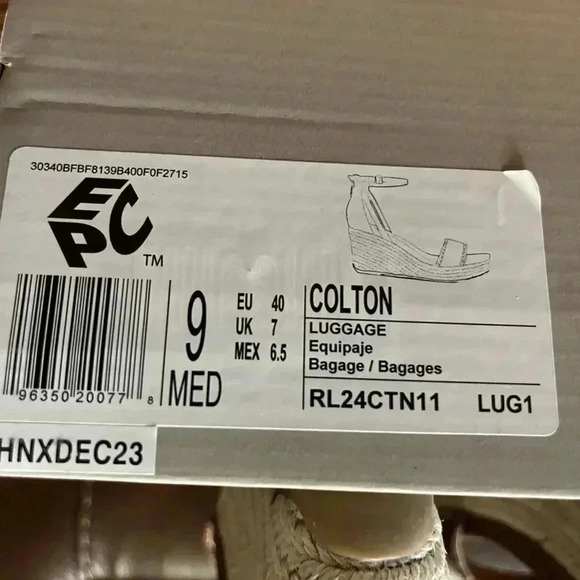 30340BFBF8139B400F0F2715
EPC TM
96350 20077 8
9
MED
EU 40
UK 7
MEX 6.5
COLTON
LUGGAGE
Equipaje
Bagage / Bagages
RL24CTN11 LUG1
HNXDEC23